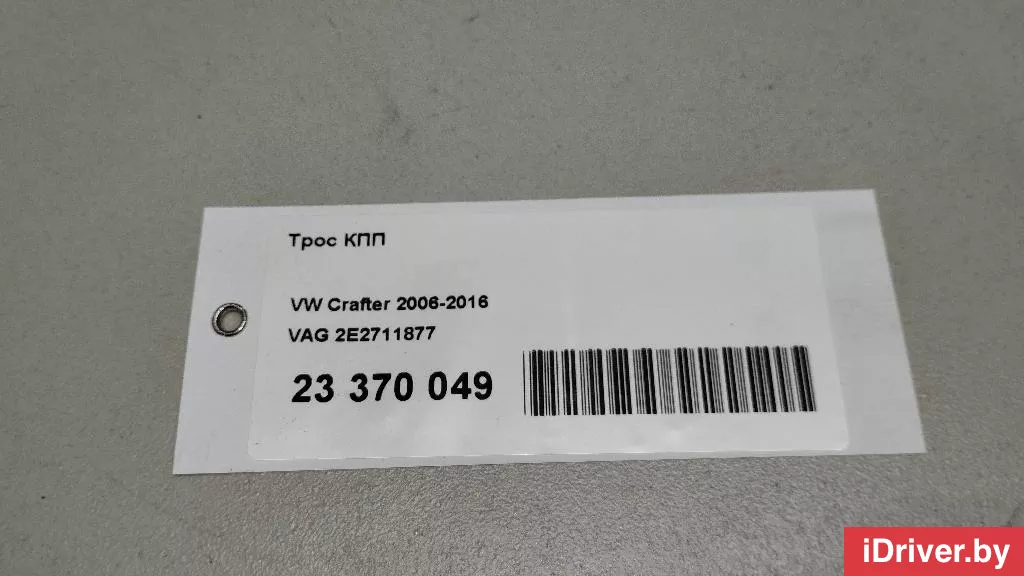 Трос КПП
VW Crafter 2006-2016
VAG 2E2711877
23 370 049
iDriver.by